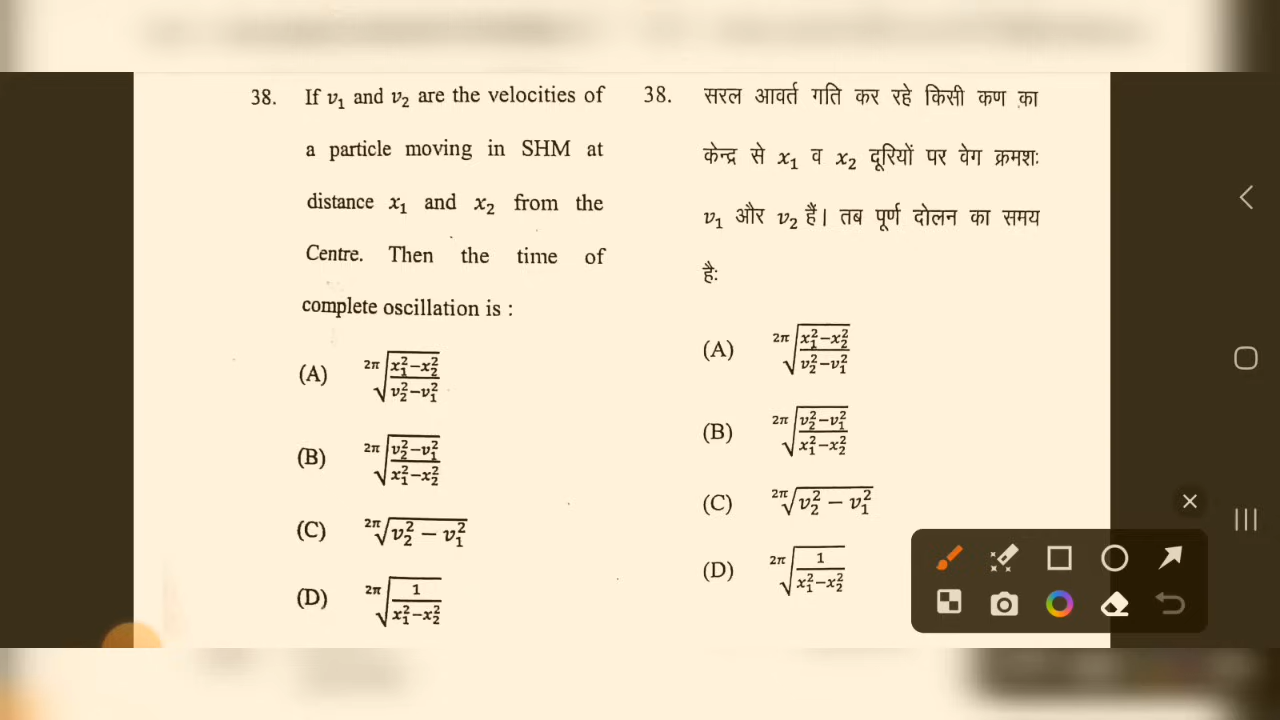 38. If v₁ and v₂ are the velocities of
a particle moving in SHM at
distance x₁ and x₂ from the
Centre. Then the time of
complete oscillation is :
(A) 2π√((x₁²−x₂²)/(v₂²−v₁²))
(B) 2π√((v₂²−v₁²)/(x₁²−x₂²))
(C) 2π√(v₂² − v₁²)
(D) 2π√(1/(x₁²−x₂²))
38. सरल आवर्त गति कर रहे किसी कण का
केन्द्र से x₁ व x₂ दूरियों पर वेग क्रमशः
v₁ और v₂ हैं। तब पूर्ण दोलन का समय
हैः
(A) 2π√((x₁²−x₂²)/(v₂²−v₁²))
(B) 2π√((v₂²−v₁²)/(x₁²−x₂²))
(C) 2π√(v₂² − v₁²)
(D) 2π√(1/(x₁²−x₂²))